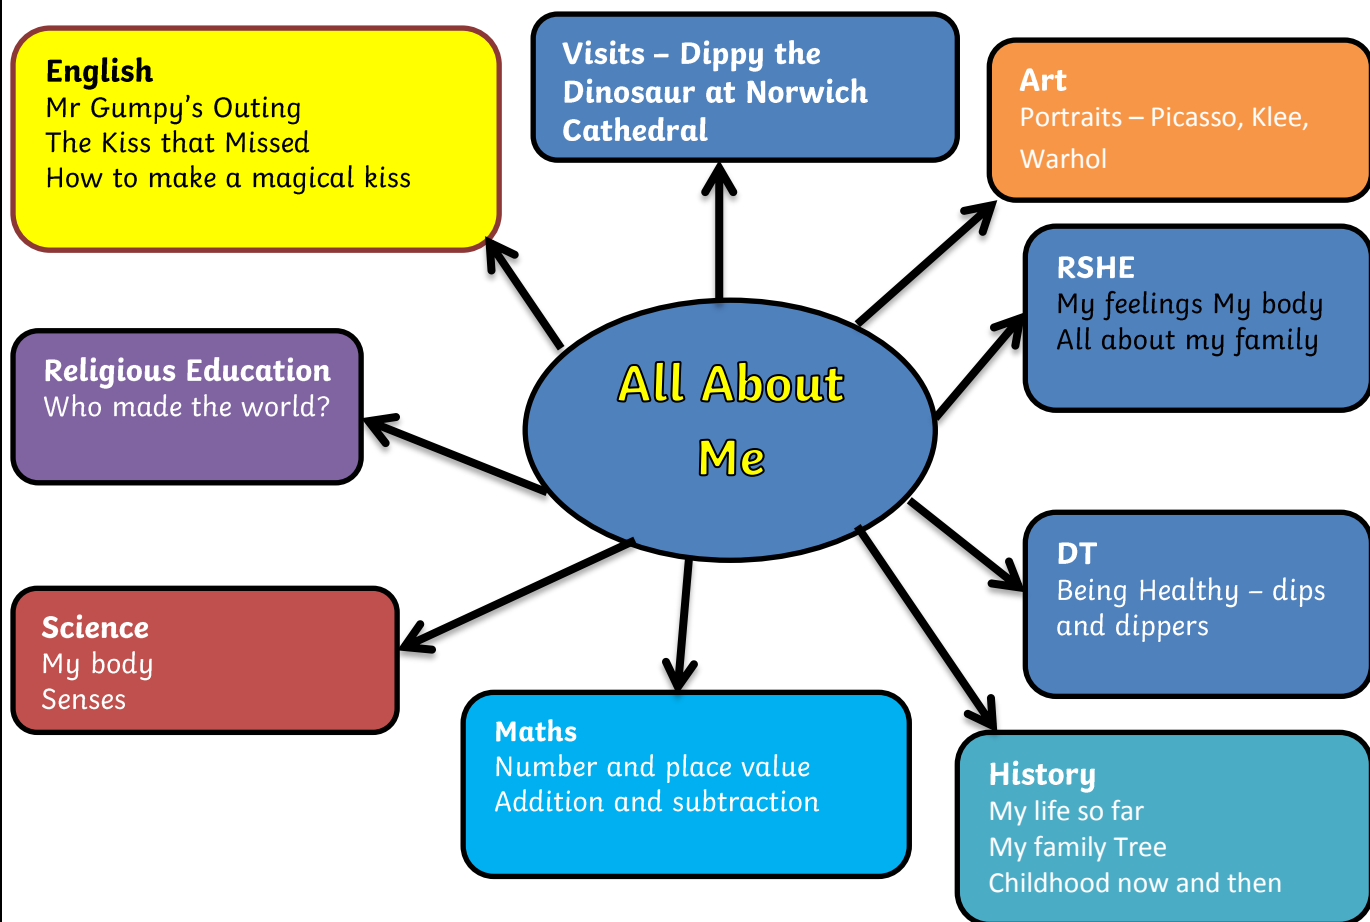 English
Mr Gumpy's Outing
The Kiss that Missed
How to make a magical kiss
Visits – Dippy the
Dinosaur at Norwich
Cathedral
Art
Portraits – Picasso, Klee,
Warhol
RSHE
My feelings My body
All about my family
Religious Education
Who made the world?
All About
Me
DT
Being Healthy – dips
and dippers
Science
My body
Senses
Maths
Number and place value
Addition and subtraction
History
My life so far
My family Tree
Childhood now and then